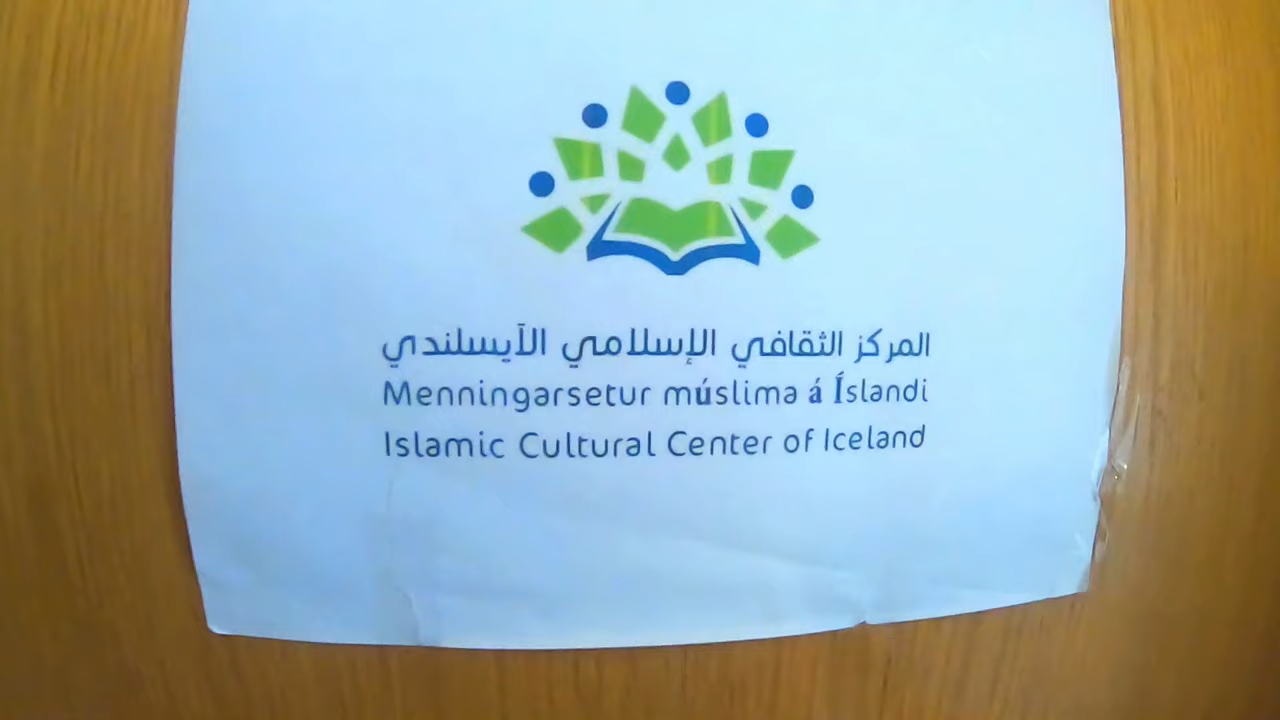 المركز الثقافي الإسلامي الآيسلندي
Menningarsetur múslima á Íslandi
Islamic Cultural Center of Iceland